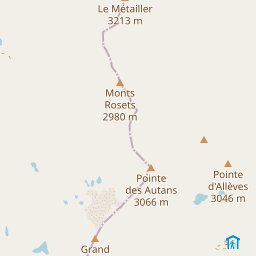 Le Métailler
3213 m
Monts
Rosets
2980 m
Pointe
des Autans
3066 m
Pointe
d'Allèves
3046 m
Grand